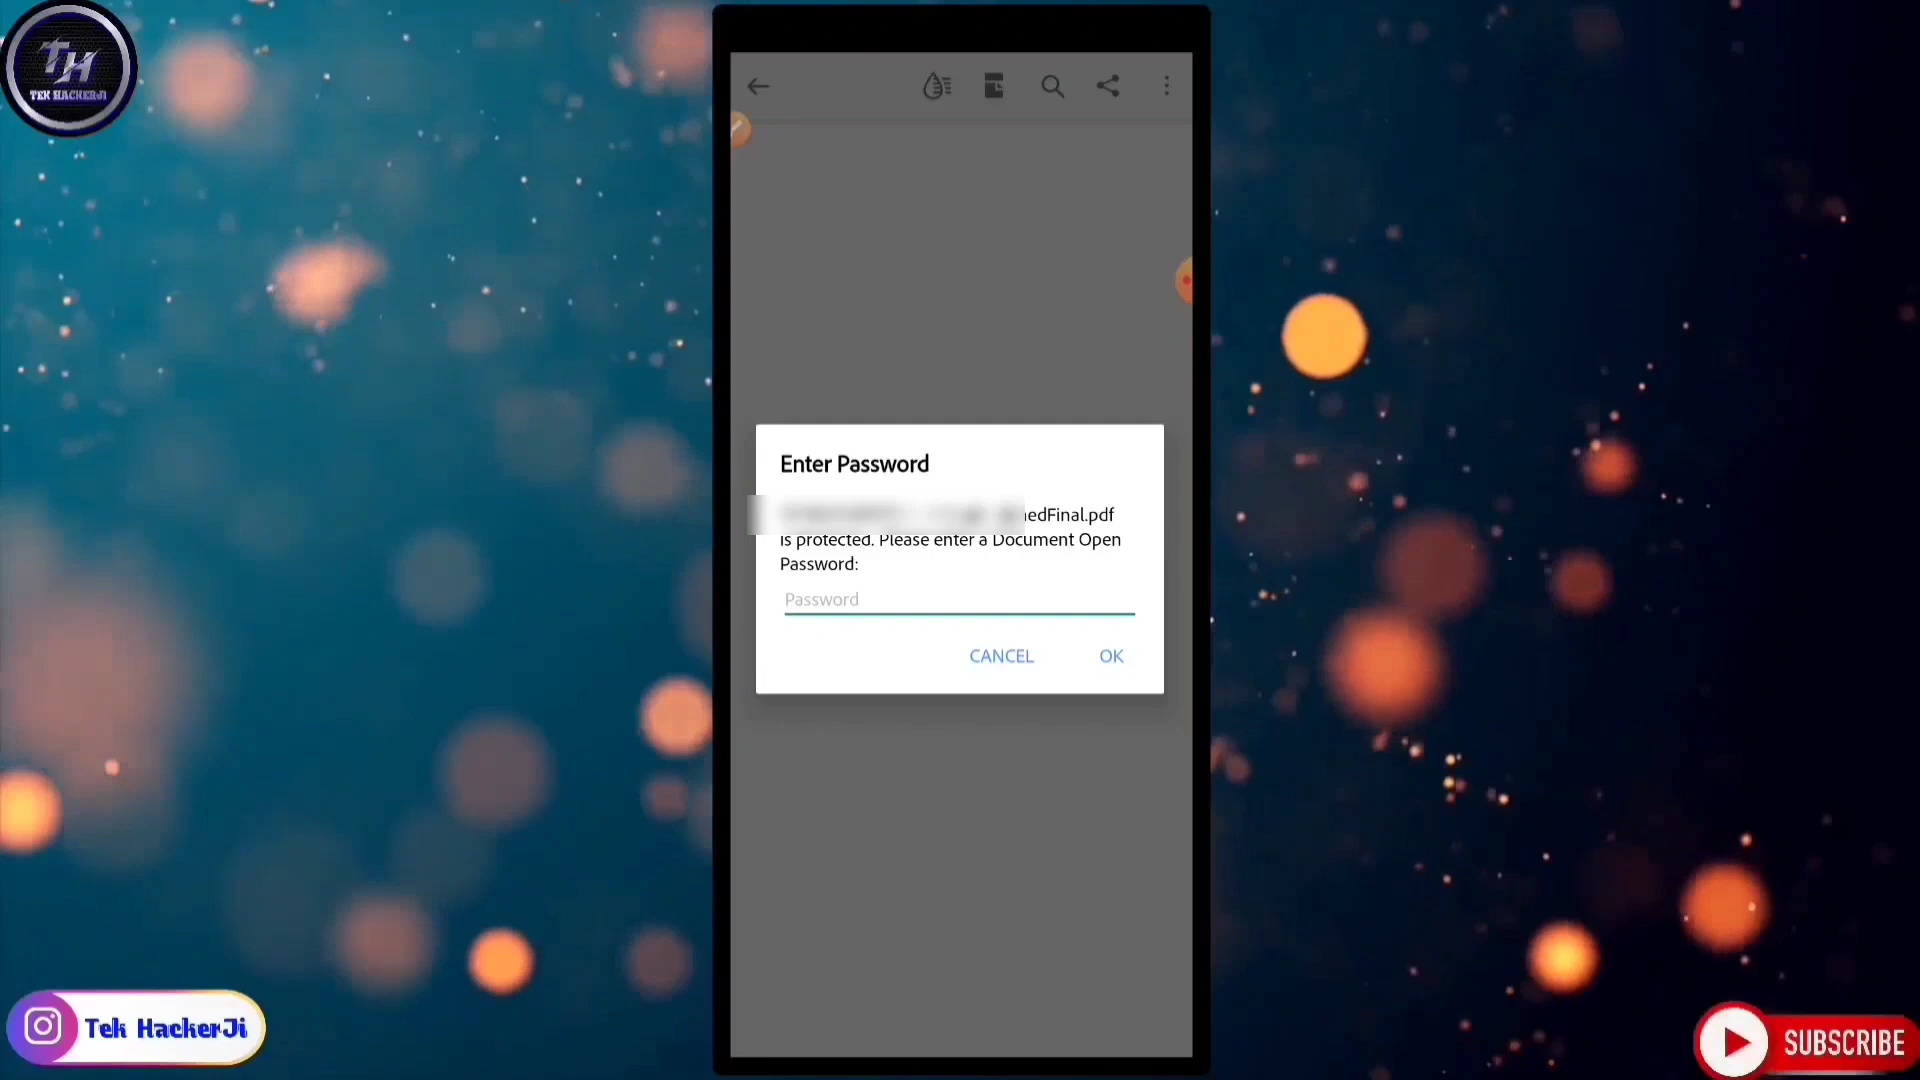 TH
TEK HACKERJI
Enter Password
edFinal.pdf
is protected. Please enter a Document Open
Password:
Password
CANCEL
OK
Tek HackerJi
SUBSCRIBE